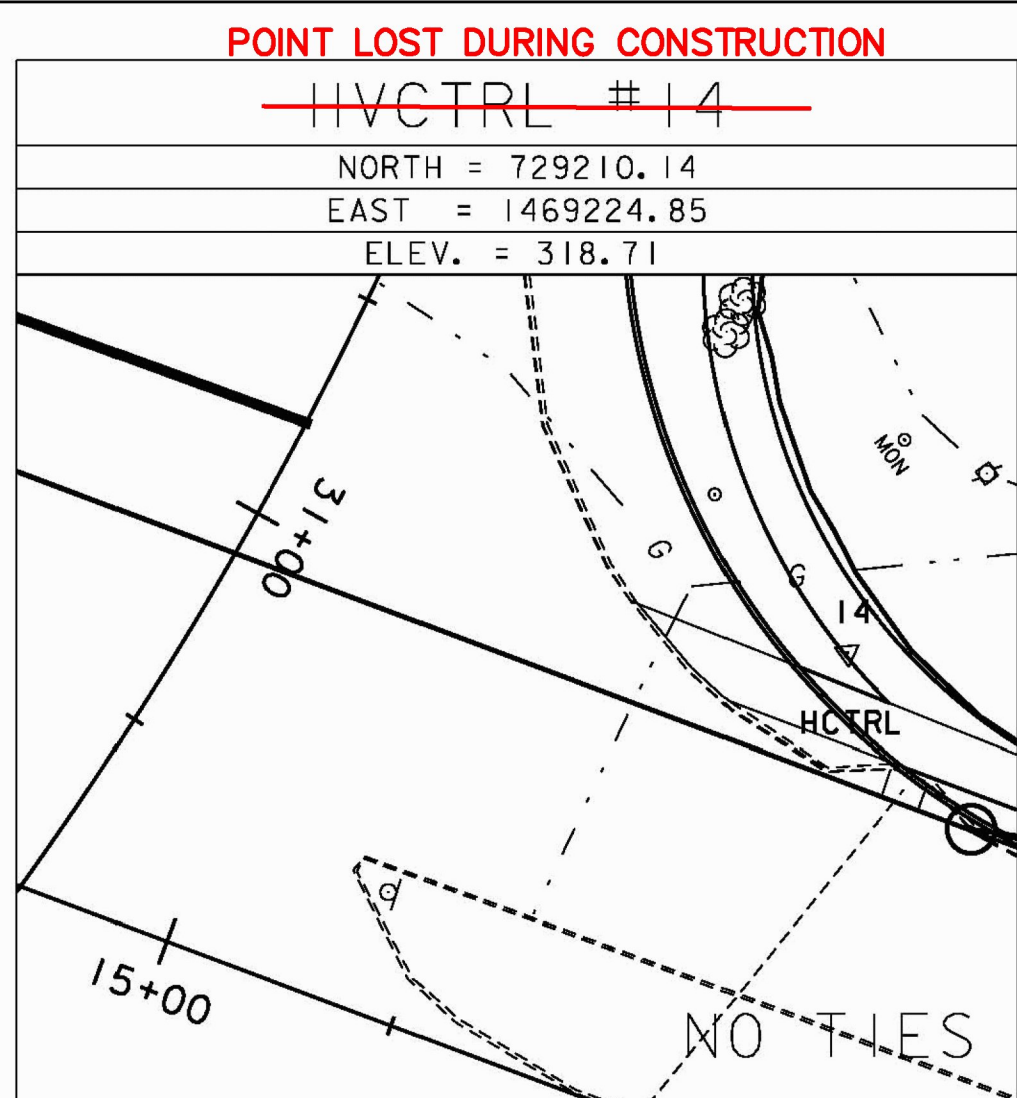 POINT LOST DURING CONSTRUCTION
HVCTRL #14
NORTH = 729210.14
EAST = 1469224.85
ELEV. = 318.71
MON
31+00
G
G
14
HCTRL
15+00
NO TIES